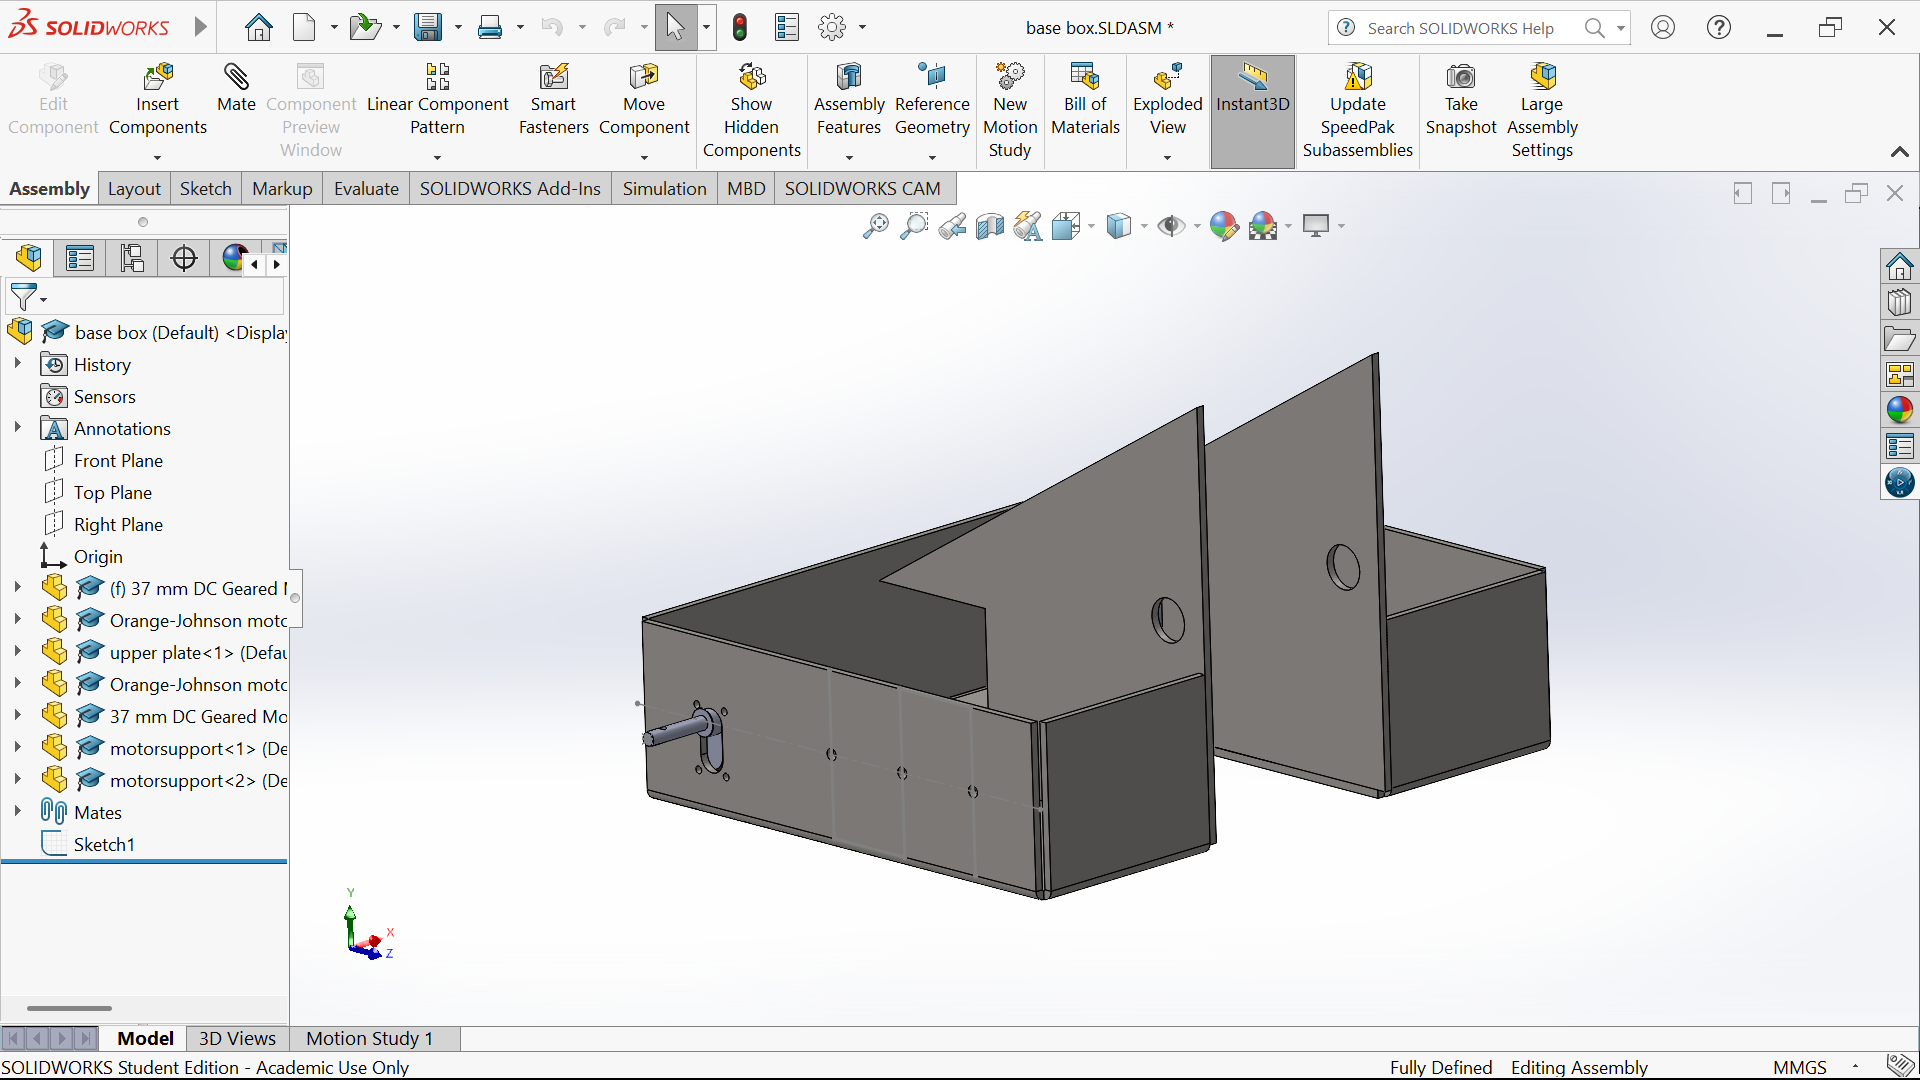 SOLIDWORKS
base box.SLDASM *
Search SOLIDWORKS Help
Edit Component
Insert Components
Mate
Component Preview Window
Linear Component Pattern
Smart Fasteners
Move Component
Show Hidden Components
Assembly Features
Reference Geometry
New Motion Study
Bill of Materials
Exploded View
Instant3D
Update SpeedPak Subassemblies
Take Snapshot
Large Assembly Settings
Assembly
Layout
Sketch
Markup
Evaluate
SOLIDWORKS Add-Ins
Simulation
MBD
SOLIDWORKS CAM
base box (Default) <Display
History
Sensors
Annotations
Front Plane
Top Plane
Right Plane
Origin
(f) 37 mm DC Geared M
Orange-Johnson moto
upper plate<1> (Defau
Orange-Johnson moto
37 mm DC Geared Mo
motorsupport<1> (De
motorsupport<2> (De
Mates
Sketch1
Y
X
Z
Model
3D Views
Motion Study 1
SOLIDWORKS Student Edition - Academic Use Only
Fully Defined
Editing Assembly
MMGS